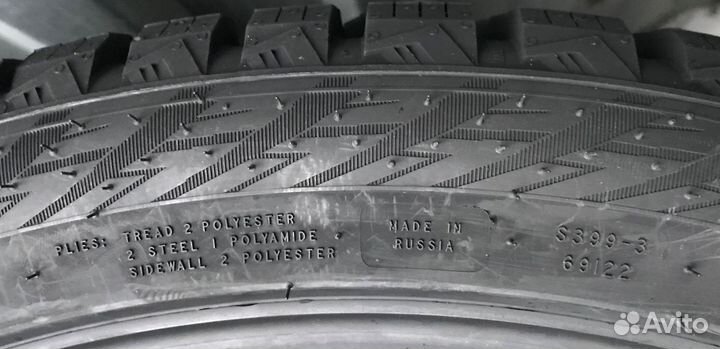 PLIES: TREAD 2 POLYESTER
2 STEEL 1 POLYAMIDE
SIDEWALL 2 POLYESTER
MADE IN
RUSSIA
S399-3
69122
Avito